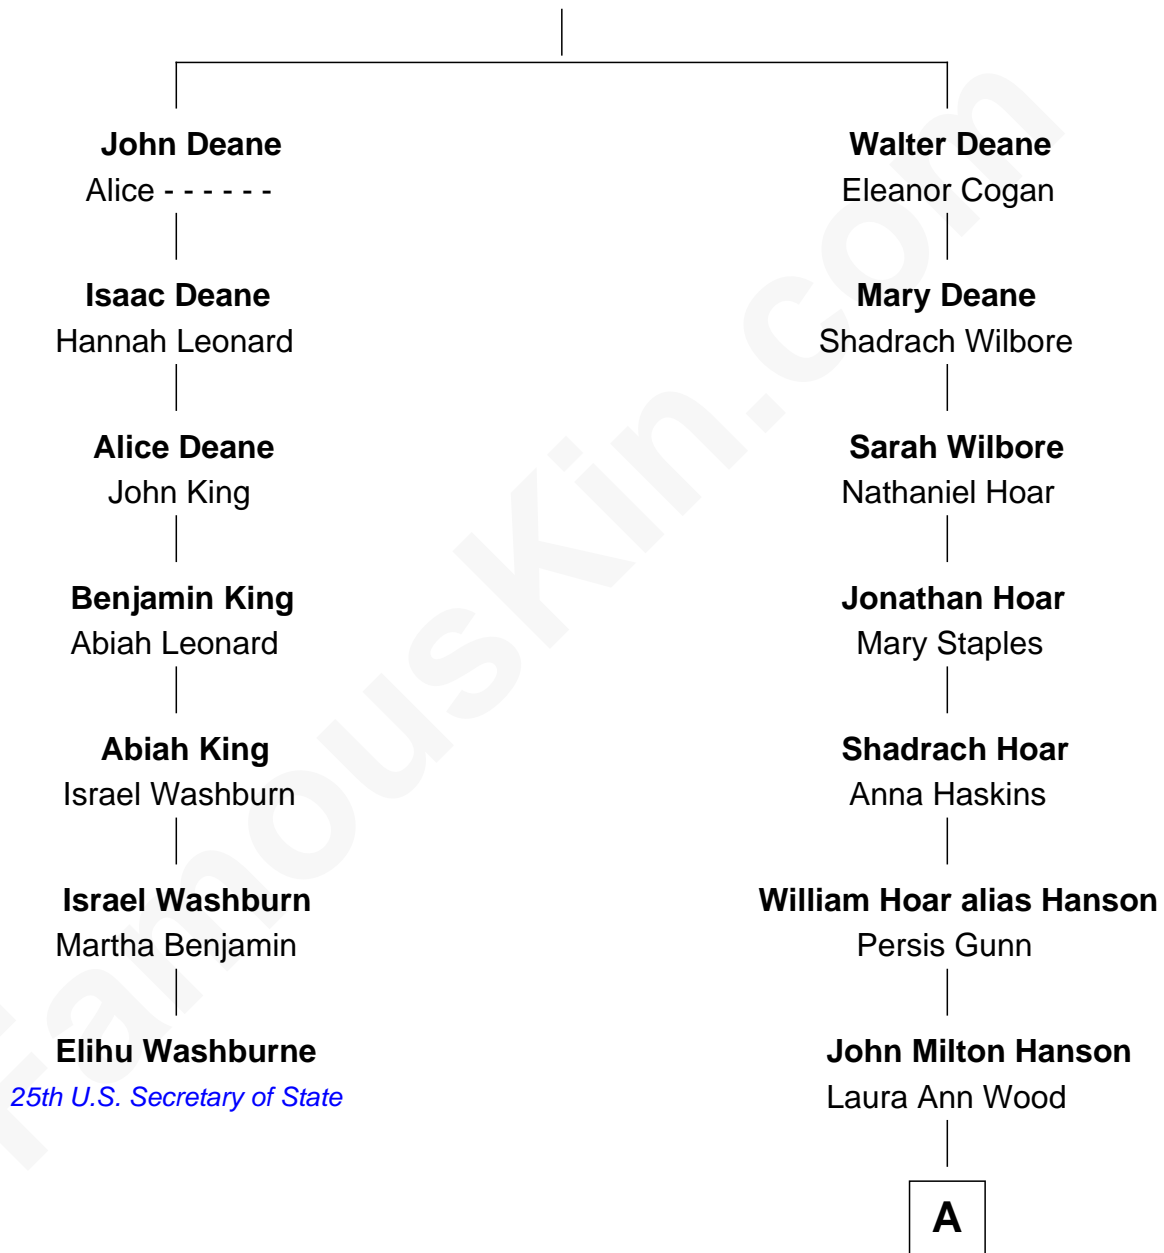 John Deane
Alice - - - - - -
Isaac Deane
Hannah Leonard
Alice Deane
John King
Benjamin King
Abiah Leonard
Abiah King
Israel Washburn
Israel Washburn
Martha Benjamin
Elihu Washburne
25th U.S. Secretary of State
Walter Deane
Eleanor Cogan
Mary Deane
Shadrach Wilbore
Sarah Wilbore
Nathaniel Hoar
Jonathan Hoar
Mary Staples
Shadrach Hoar
Anna Haskins
William Hoar alias Hanson
Persis Gunn
John Milton Hanson
Laura Ann Wood
A
FamousKin.com